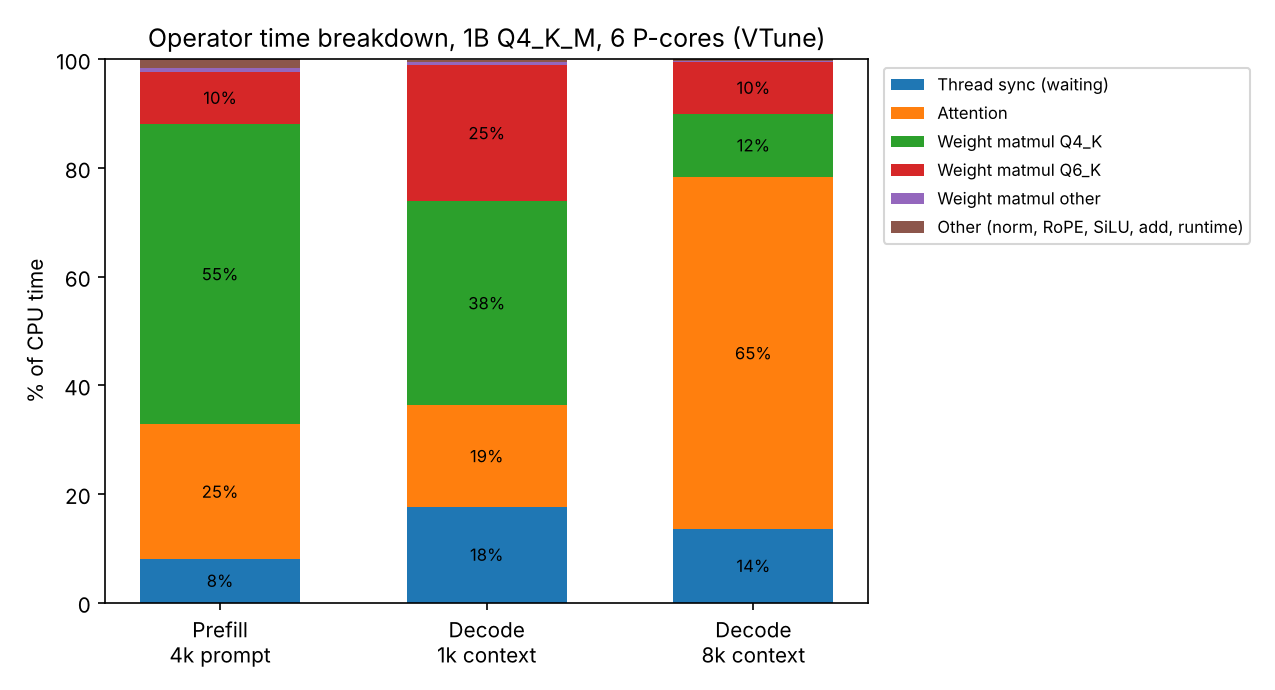 Operator time breakdown, 1B Q4_K_M, 6 P-cores (VTune)
% of CPU time
100
80
60
40
20
0
10%
55%
25%
8%
25%
38%
19%
18%
10%
12%
65%
14%
Prefill
4k prompt
Decode
1k context
Decode
8k context
Thread sync (waiting)
Attention
Weight matmul Q4_K
Weight matmul Q6_K
Weight matmul other
Other (norm, RoPE, SiLU, add, runtime)